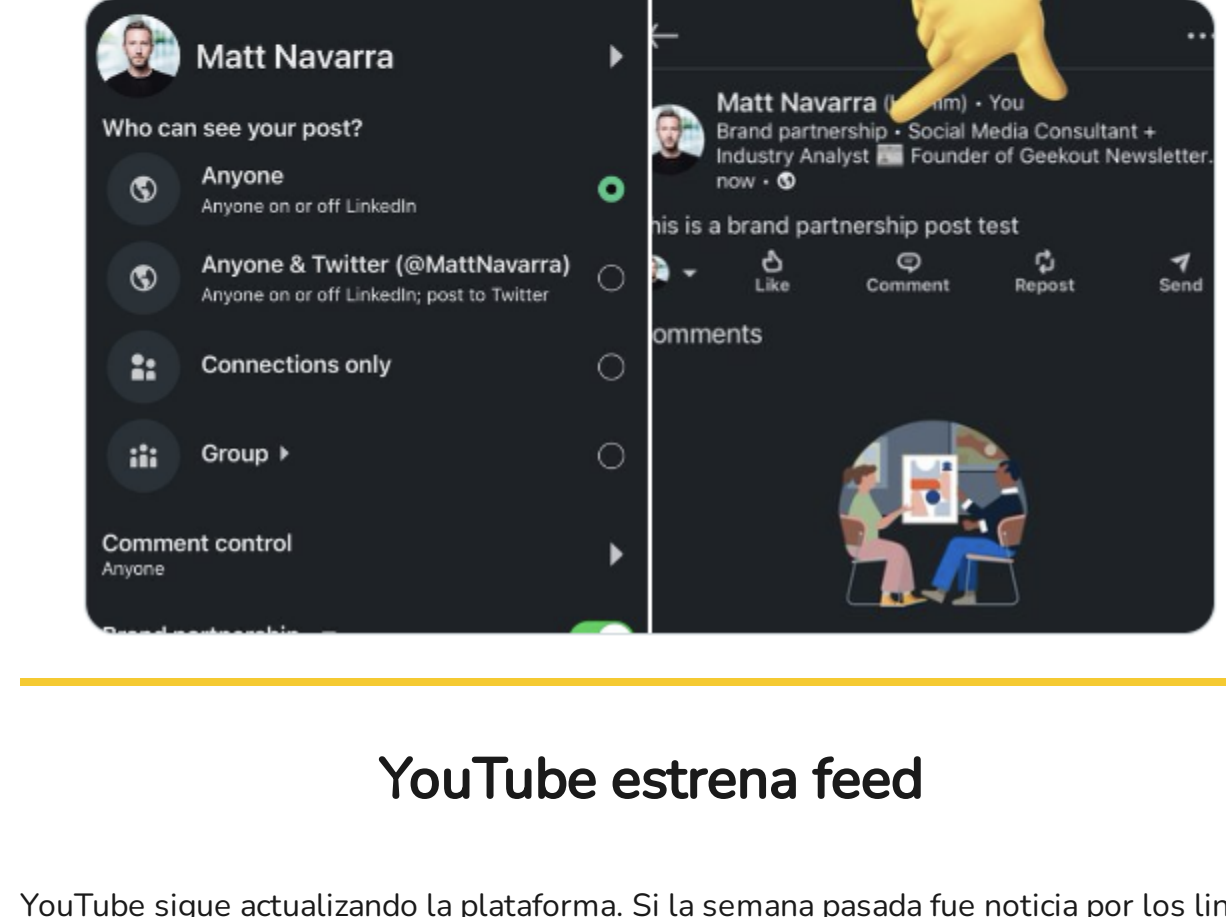 Matt Navarra
Who can see your post?
Anyone
Anyone on or off LinkedIn
Anyone & Twitter (@MattNavarra)
Anyone on or off LinkedIn; post to Twitter
Connections only
Group
Comment control
Anyone
Brand partnership
Matt Navarra • You
Brand partnership • Social Media Consultant +
Industry Analyst Founder of Geekout Newsletter.
now •
is a brand partnership post test
Like Comment Repost Send
omments
YouTube estrena feed
YouTube sigue actualizando la plataforma. Si la semana pasada fue noticia por los